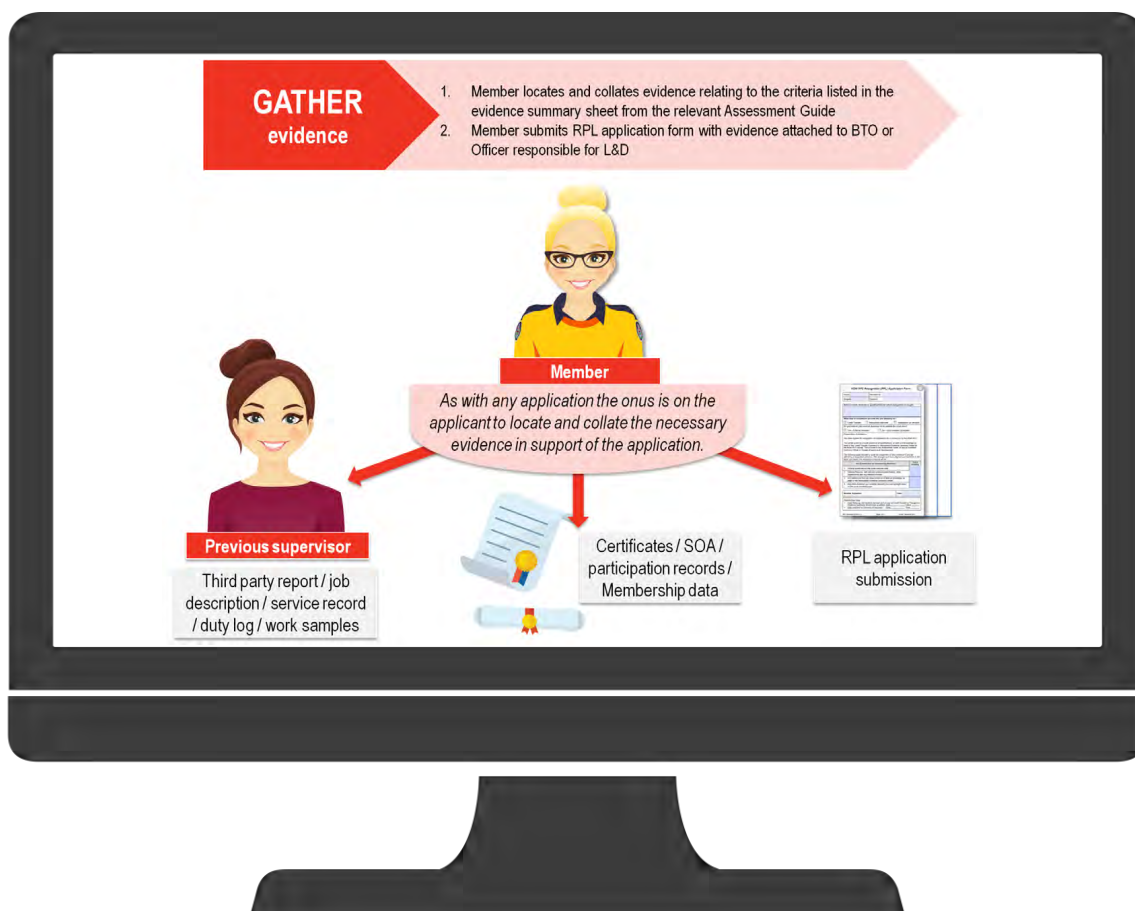 GATHER
evidence
1. Member locates and collates evidence relating to the criteria listed in the
evidence summary sheet from the relevant Assessment Guide
2. Member submits RPL application form with evidence attached to BTO or
Officer responsible for L&D
Member
As with any application the onus is on the
applicant to locate and collate the necessary
evidence in support of the application.
Previous supervisor
Third party report / job
description / service record
/ duty log / work samples
Certificates / SOA /
participation records /
Membership data
RPL application
submission